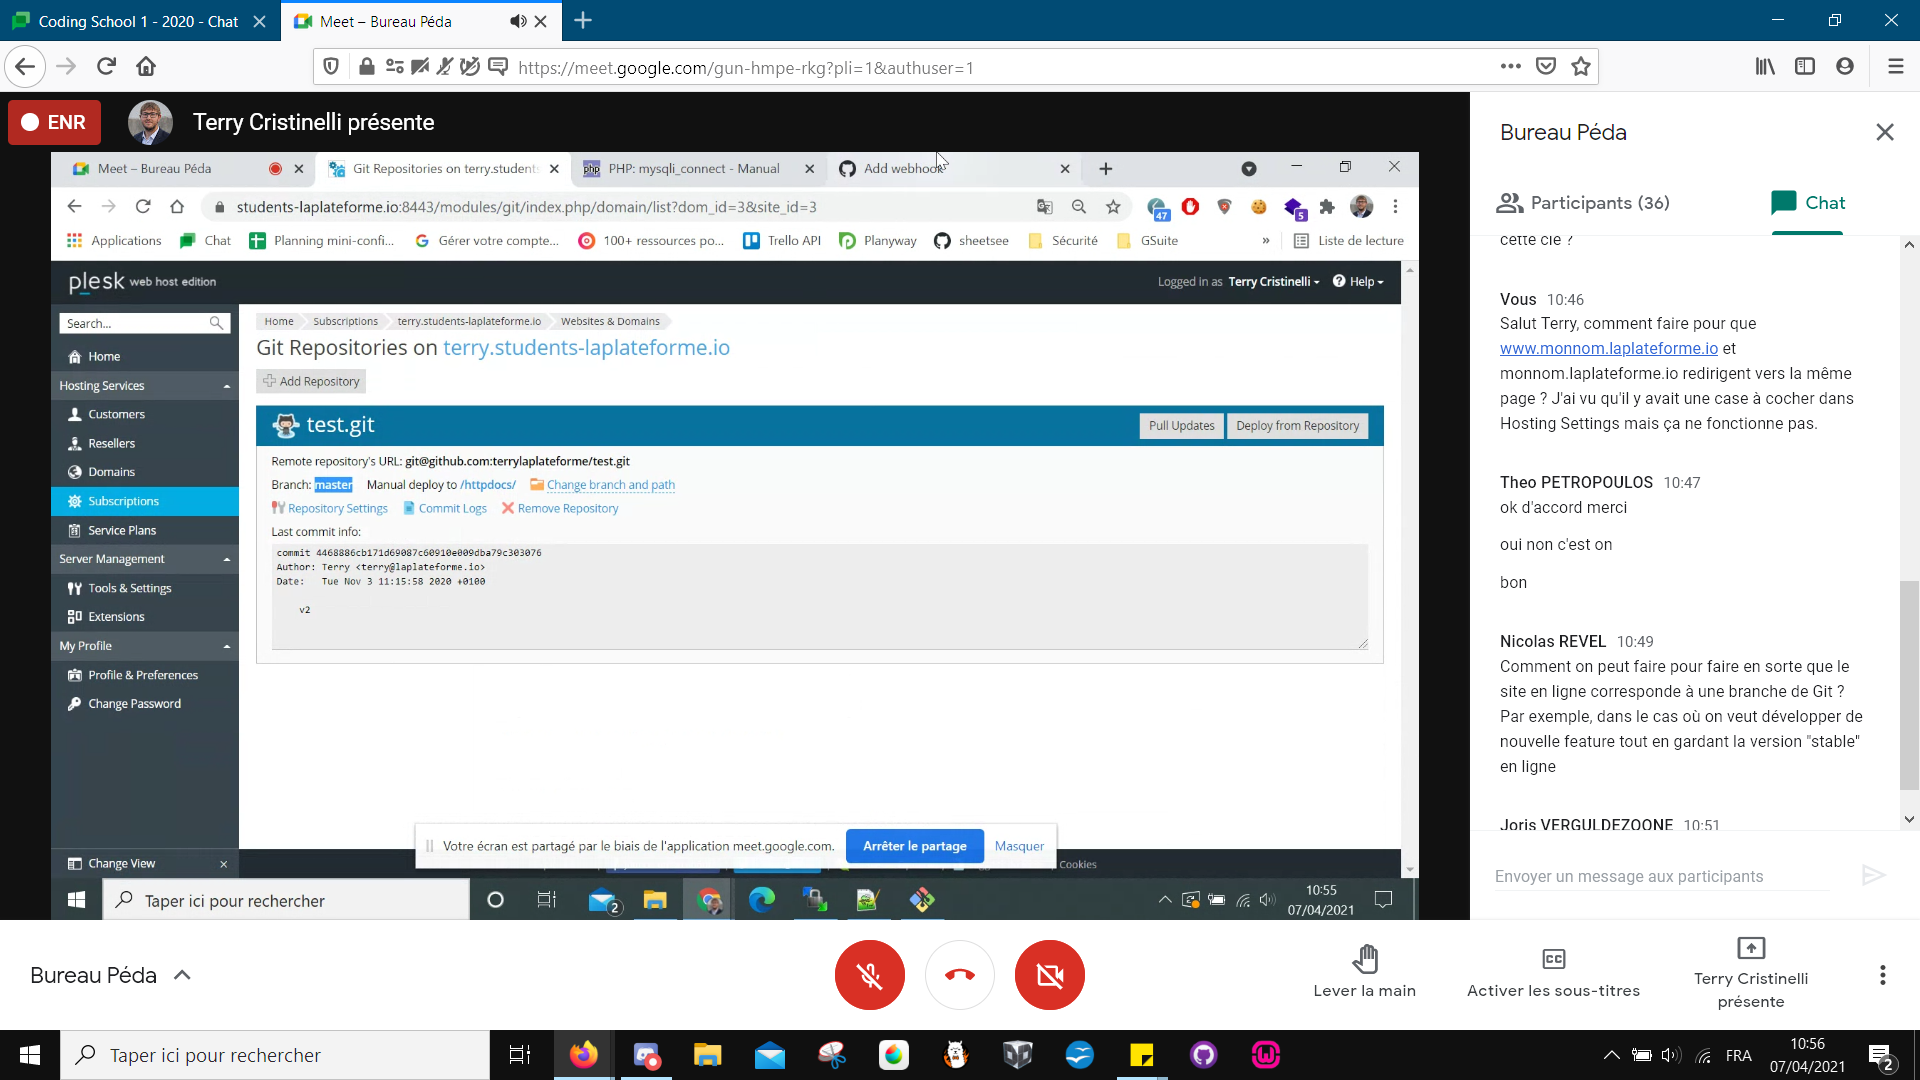 Coding School 1 - 2020 - Chat
Meet – Bureau Péda
https://meet.google.com/gun-hmpe-rkg?pli=1&authuser=1
ENR
Terry Cristinelli présente
Meet – Bureau Péda
Git Repositories on terry.student
PHP: mysqli_connect - Manual
Add webhook
students-laplateforme.io:8443/modules/git/index.php/domain/list?dom_id=3&site_id=3
47
5
Applications
Chat
Planning mini-confi...
Gérer votre compte...
100+ ressources po...
Trello API
Planyway
sheetsee
Sécurité
GSuite
»
Liste de lecture
plesk web host edition
Logged in as Terry Cristinelli
Help
Search...
Home
Hosting Services
Customers
Resellers
Domains
Subscriptions
Service Plans
Server Management
Tools & Settings
Extensions
My Profile
Profile & Preferences
Change Password
Change View
Home
Subscriptions
terry.students-laplateforme.io
Websites & Domains
Git Repositories on terry.students-laplateforme.io
Add Repository
test.git
Pull Updates
Deploy from Repository
Remote repository's URL: git@github.com:terrylaplateforme/test.git
Branch: master Manual deploy to /httpdocs/ Change branch and path
Repository Settings Commit Logs Remove Repository
Last commit info:
commit 4468886cb171d69087c60910e009dba79c303076
Author: Terry <terry@laplateforme.io>
Date: Tue Nov 3 11:15:58 2020 +0100
v2
Votre écran est partagé par le biais de l'application meet.google.com.
Arrêter le partage
Masquer
Cookies
Taper ici pour rechercher
2
10:55
07/04/2021
Bureau Péda
Participants (36)
Chat
cette clé ?
Vous 10:46
Salut Terry, comment faire pour que
www.monnom.laplateforme.io et
monnom.laplateforme.io redirigent vers la même
page ? J'ai vu qu'il y avait une case à cocher dans
Hosting Settings mais ça ne fonctionne pas.
Theo PETROPOULOS 10:47
ok d'accord merci
oui non c'est on
bon
Nicolas REVEL 10:49
Comment on peut faire pour faire en sorte que le
site en ligne corresponde à une branche de Git ?
Par exemple, dans le cas où on veut développer de
nouvelle feature tout en gardant la version "stable"
en ligne
Joris VERGULDEZOONE 10:51
Envoyer un message aux participants
Bureau Péda
Lever la main
CC
Activer les sous-titres
Terry Cristinelli
présente
Taper ici pour rechercher
FRA
10:56
07/04/2021
2